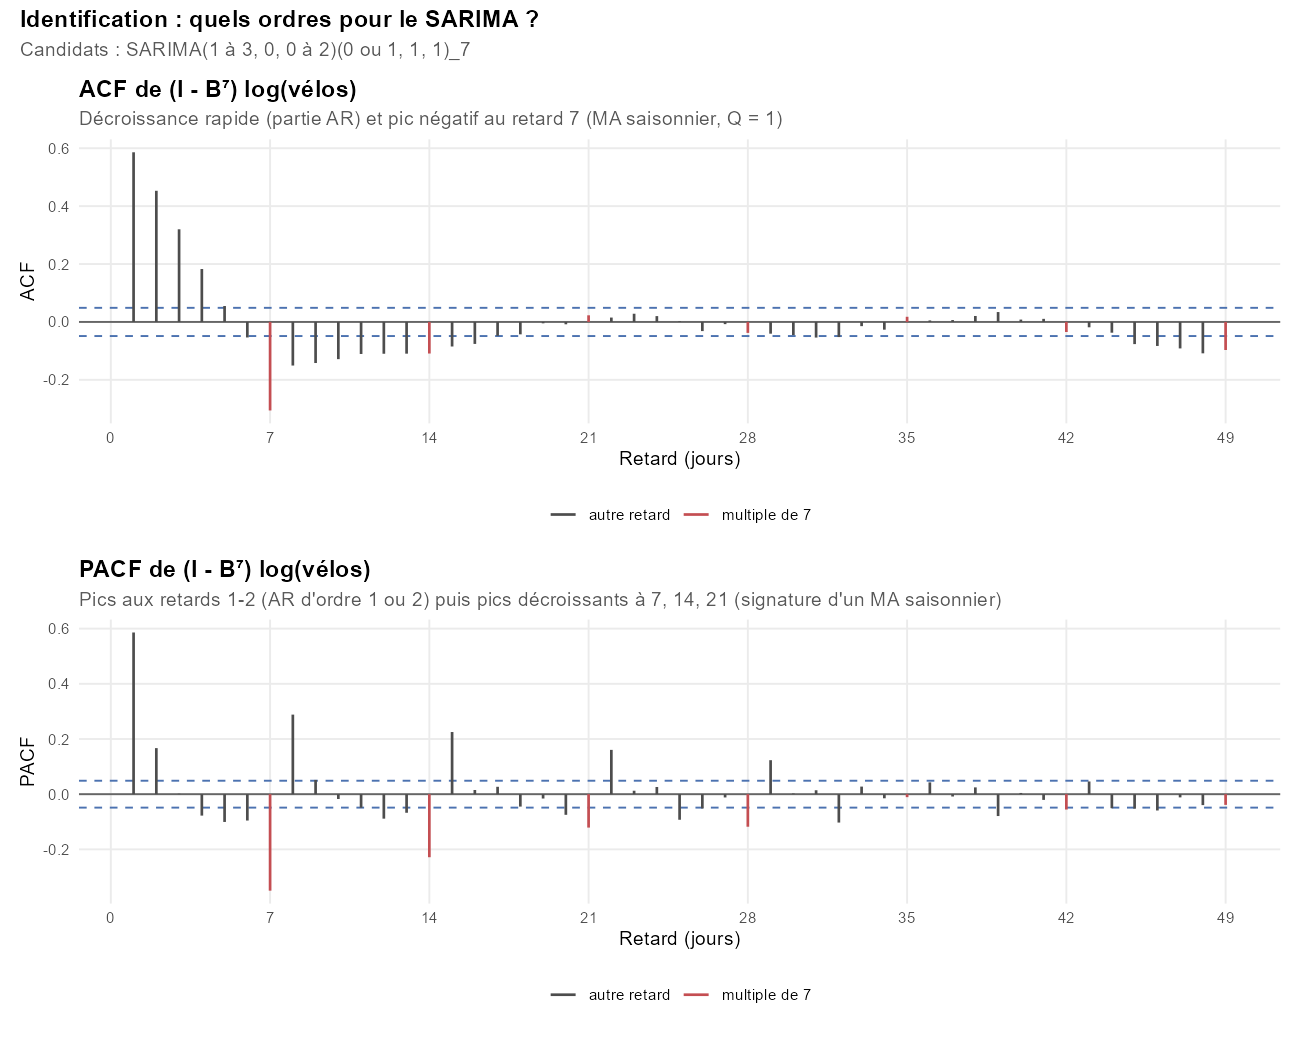 Identification : quels ordres pour le SARIMA ?
Candidats : SARIMA(1 à 3, 0, 0 à 2)(0 ou 1, 1, 1)_7
ACF de (I - B⁷) log(vélos)
Décroissance rapide (partie AR) et pic négatif au retard 7 (MA saisonnier, Q = 1)
0.6
0.4
0.2
0.0
-0.2
ACF
0 7 14 21 28 35 42 49
Retard (jours)
autre retard multiple de 7
PACF de (I - B⁷) log(vélos)
Pics aux retards 1-2 (AR d'ordre 1 ou 2) puis pics décroissants à 7, 14, 21 (signature d'un MA saisonnier)
0.6
0.4
0.2
0.0
-0.2
PACF
0 7 14 21 28 35 42 49
Retard (jours)
autre retard multiple de 7